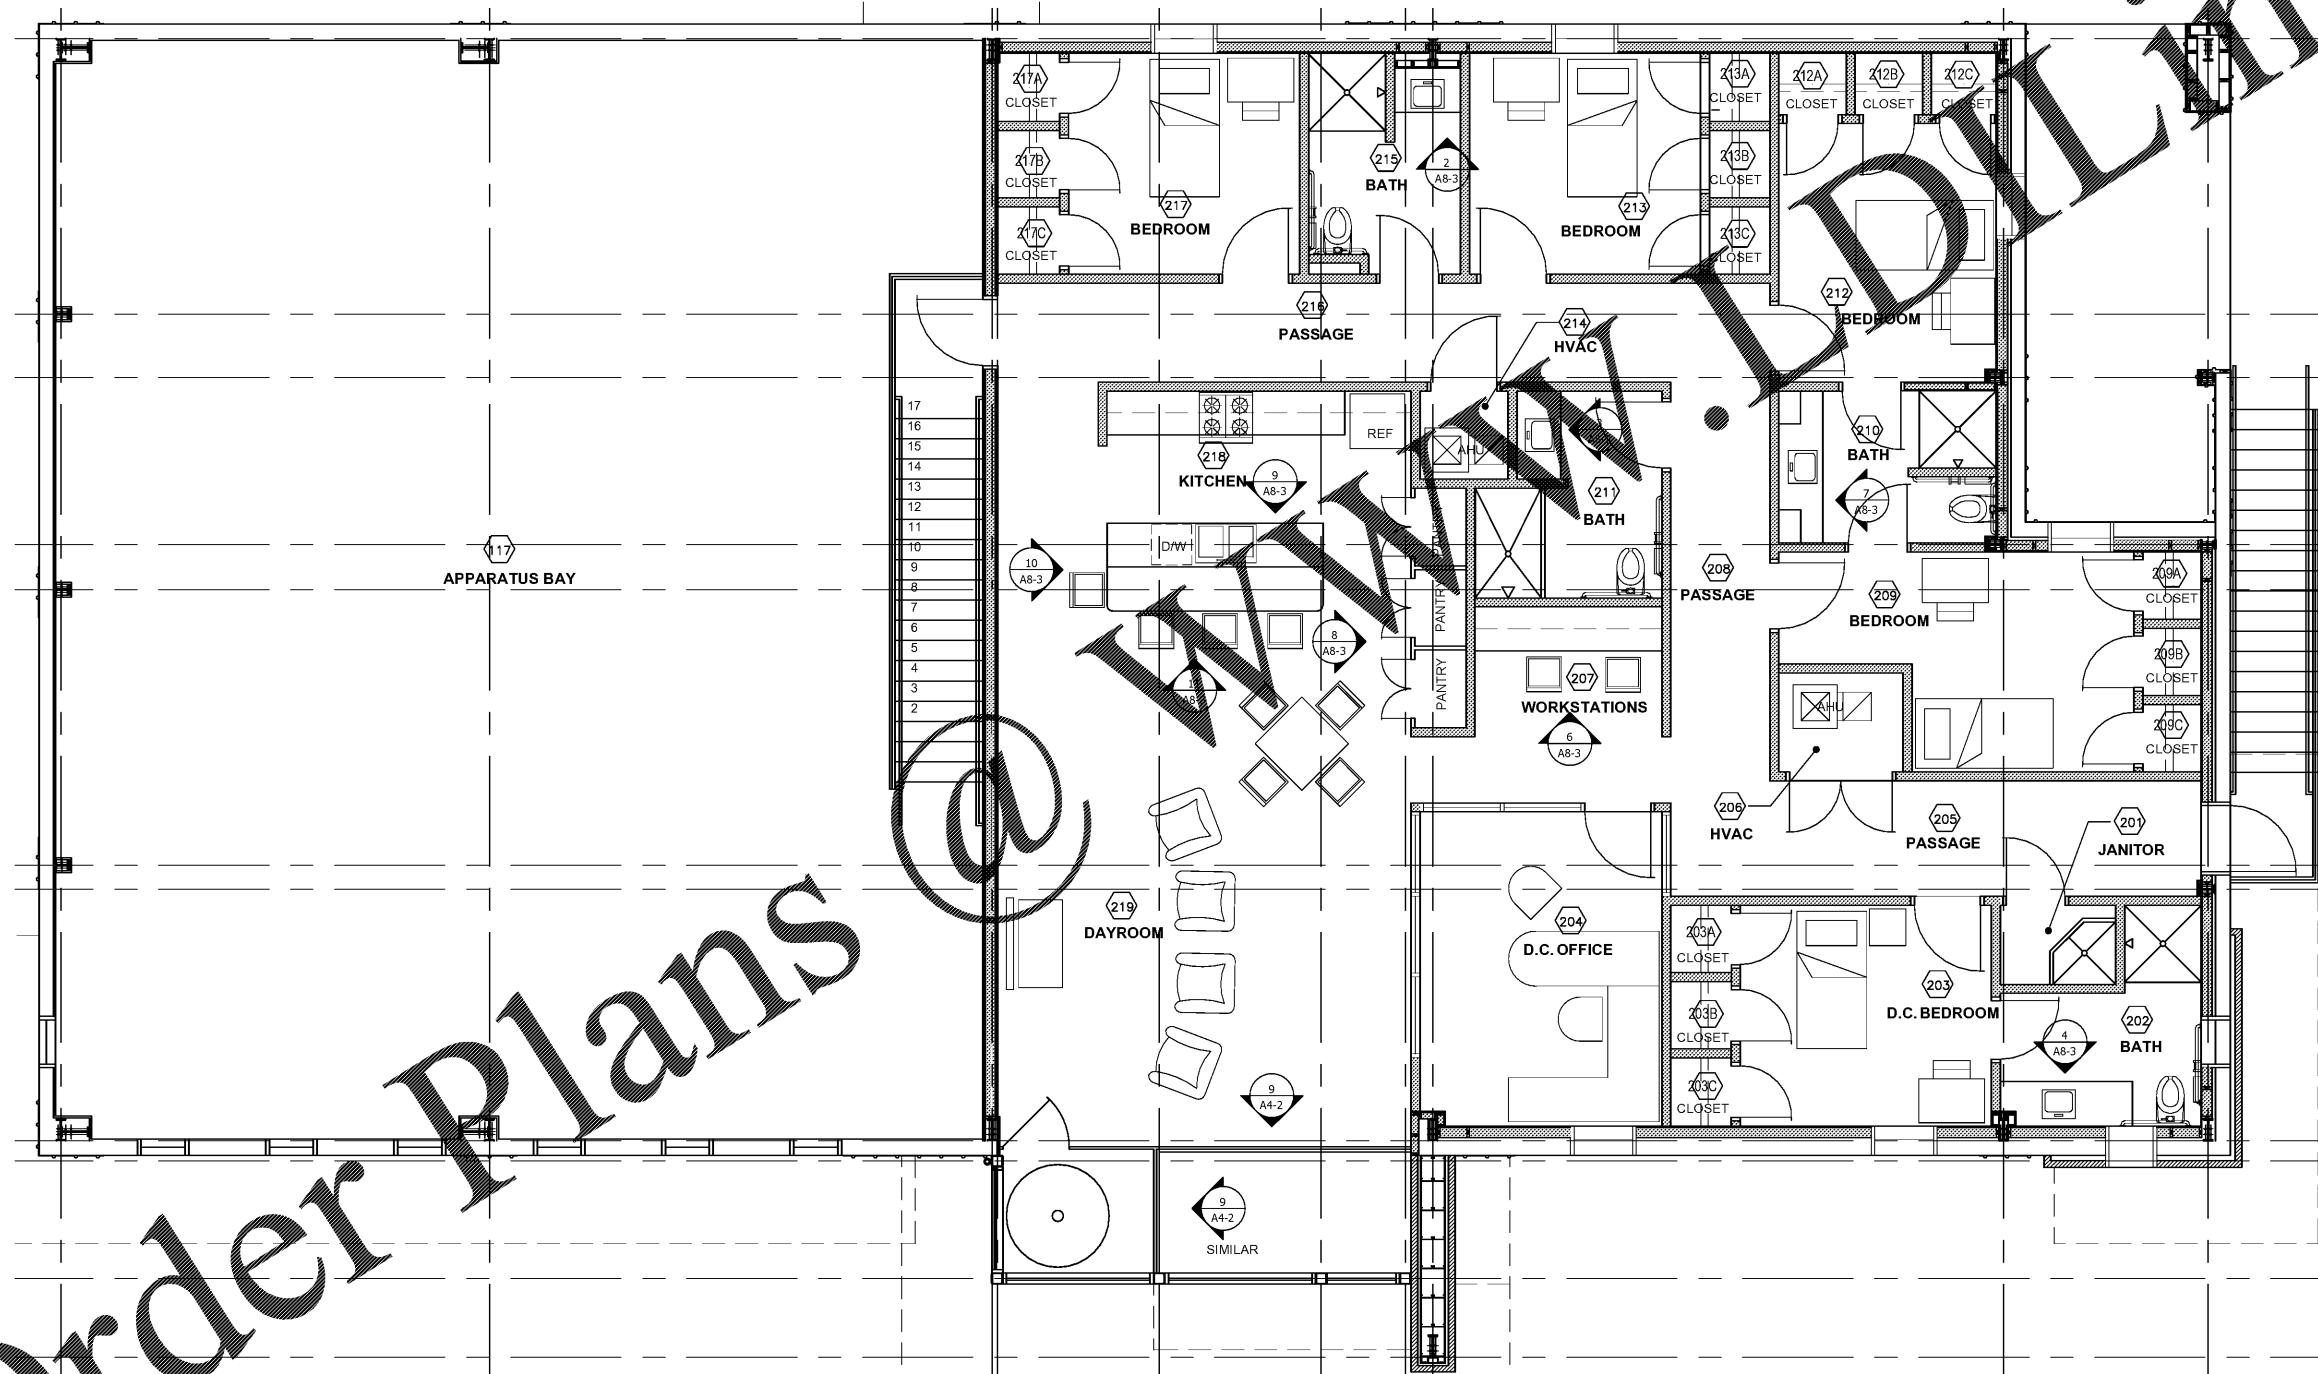 217A
CLOSET
217B
CLOSET
217C
CLOSET
217
BEDROOM
215
BATH
2
A8-3
213
BEDROOM
213A
CLOSET
213B
CLOSET
213C
CLOSET
212A
CLOSET
212B
CLOSET
212C
CLOSET
212
BEDROOM
216
PASSAGE
214
HVAC
17
16
15
14
13
12
11
10
9
8
7
6
5
4
3
2
117
APPARATUS BAY
REF
218
KITCHEN
9
A8-3
AHU
211
BATH
210
BATH
7
A8-3
D/W
10
A8-3
8
A8-3
PANTRY
PANTRY
PANTRY
208
PASSAGE
209
BEDROOM
209A
CLOSET
209B
CLOSET
209C
CLOSET
207
WORKSTATIONS
6
A8-3
AHU
206
HVAC
205
PASSAGE
201
JANITOR
219
DAYROOM
204
D.C. OFFICE
203A
CLOSET
203B
CLOSET
203C
CLOSET
203
D.C. BEDROOM
202
BATH
4
A8-3
9
A4-2
9
A4-2
SIMILAR
Order Plans @ WWW.LDILin